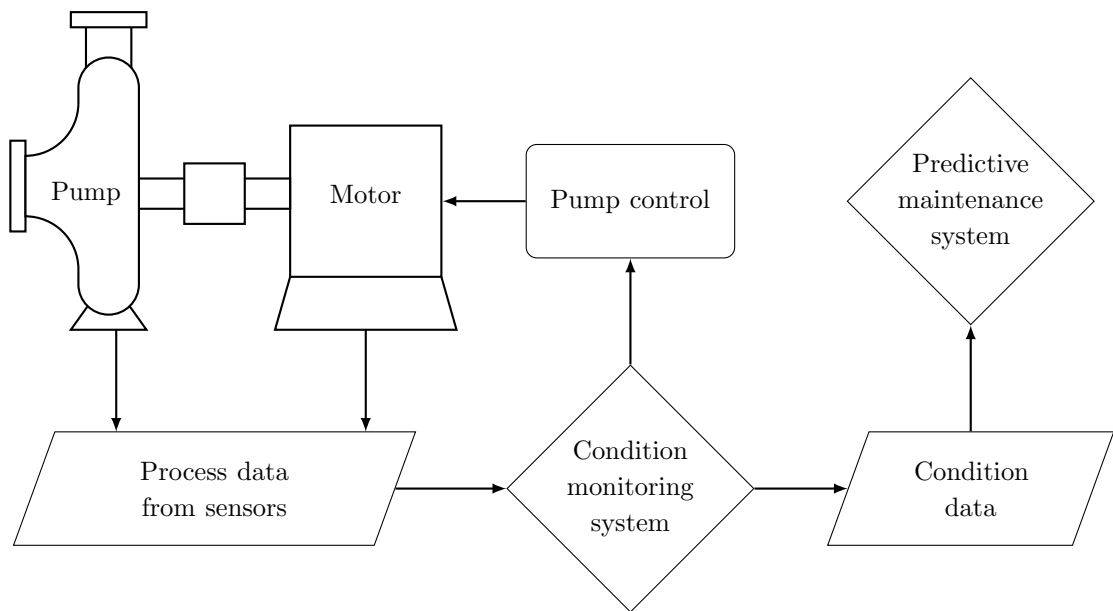 Pump
Motor
Pump control
Predictive
maintenance
system
Process data
from sensors
Condition
monitoring
system
Condition
data